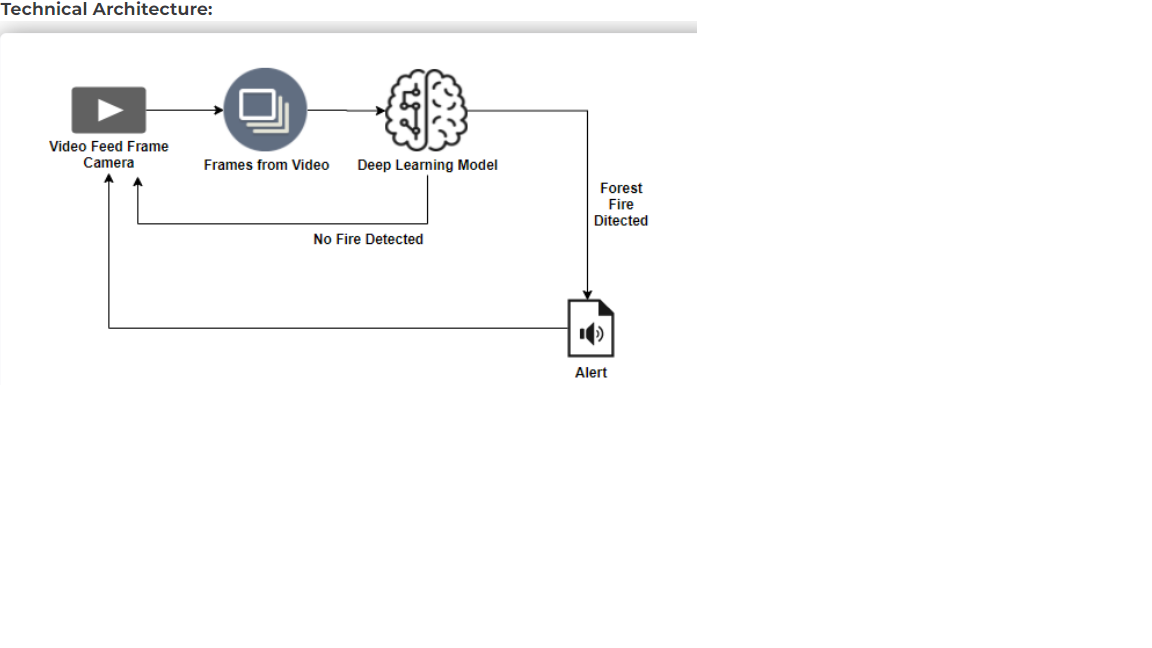 Technical Architecture:
Video Feed Frame
Camera
Frames from Video
Deep Learning Model
Forest
Fire
Ditected
No Fire Detected
Alert